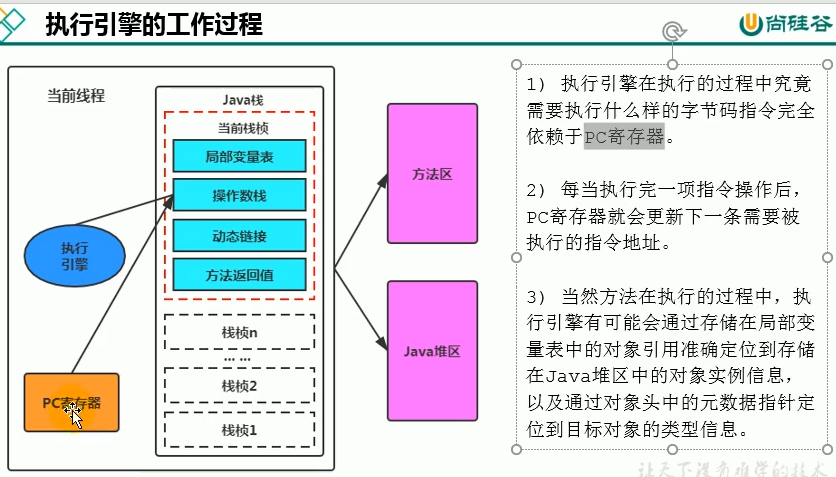 执行引擎的工作过程
尚硅谷
当前线程
Java栈
当前栈桢
局部变量表
操作数栈
动态链接
方法返回值
栈桢n
... ...
栈桢2
栈桢1
执行
引擎
PC寄存器
方法区
Java堆区
1) 执行引擎在执行的过程中究竟
需要执行什么样的字节码指令完全
依赖于PC寄存器。
2) 每当执行完一项指令操作后，
PC寄存器就会更新下一条需要被
执行的指令地址。
3) 当然方法在执行的过程中，执
行引擎有可能会通过存储在局部变
量表中的对象引用准确定位到存储
在Java堆区中的对象实例信息，
以及通过对象头中的元数据指针定
位到目标对象的类型信息。
让天下没有难学的技术